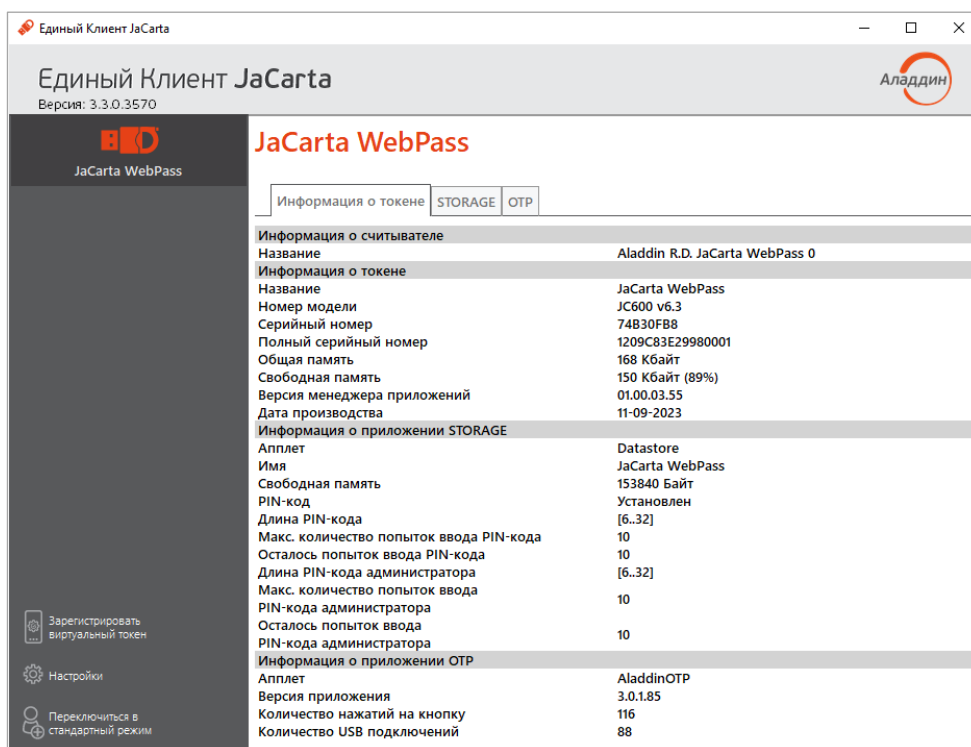 Единый Клиент JaCarta
Единый Клиент JaCarta
Версия: 3.3.0.3570
Аладдин
JaCarta WebPass
JaCarta WebPass
Информация о токене STORAGE OTP
Информация о считывателе
Название Aladdin R.D. JaCarta WebPass 0
Информация о токене
Название JaCarta WebPass
Номер модели JC600 v6.3
Серийный номер 74B30FB8
Полный серийный номер 1209C83E29980001
Общая память 168 Кбайт
Свободная память 150 Кбайт (89%)
Версия менеджера приложений 01.00.03.55
Дата производства 11-09-2023
Информация о приложении STORAGE
Апплет Datastore
Имя JaCarta WebPass
Свободная память 153840 Байт
PIN-код Установлен
Длина PIN-кода [6..32]
Макс. количество попыток ввода PIN-кода 10
Осталось попыток ввода PIN-кода 10
Длина PIN-кода администратора [6..32]
Макс. количество попыток ввода
PIN-кода администратора 10
Осталось попыток ввода
PIN-кода администратора 10
Информация о приложении OTP
Апплет AladdinOTP
Версия приложения 3.0.1.85
Количество нажатий на кнопку 116
Количество USB подключений 88
Зарегистрировать
виртуальный токен
Настройки
Переключиться в
стандартный режим